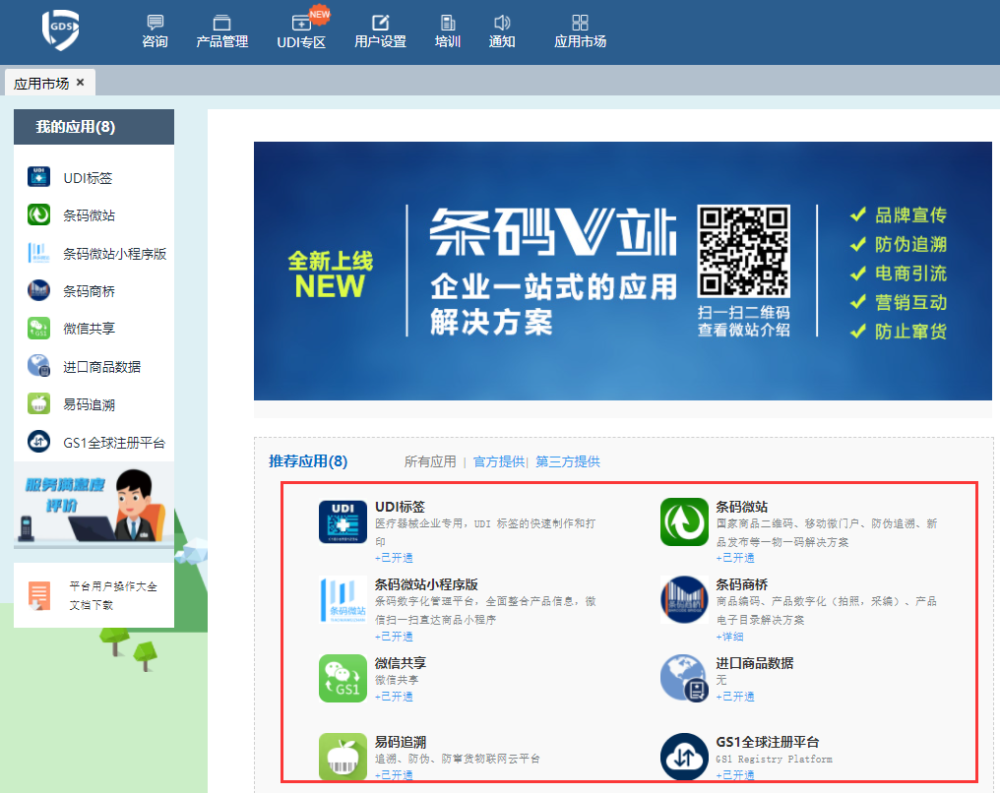 GDS
咨询
产品管理
UDI专区
NEW
用户设置
培训
通知
应用市场
应用市场 ×
我的应用(8)
UDI标签
条码微站
条码微站小程序版
条码商桥
微信共享
进口商品数据
易码追溯
GS1全球注册平台
服务满意度
评价
平台用户操作大全
文档下载
全新上线
NEW
条码V站
企业一站式的应用
解决方案
扫一扫二维码
查看微站介绍
品牌宣传
防伪追溯
电商引流
营销互动
防止窜货
推荐应用(8)
所有应用 | 官方提供| 第三方提供
UDI
UDI标签
医疗器械企业专用，UDI 标签的快速制作和打
印
+已开通
条码微站
国家商品二维码、移动微门户、防伪追溯、新
品发布等一物一码解决方案
+已开通
条码微站
条码微站小程序版
条码数字化管理平台，全面整合产品信息，微
信扫一扫直达商品小程序
+已开通
条码商桥
条码商桥
商品编码、产品数字化（拍照，采编）、产品
电子目录解决方案
+详细
GS1
微信共享
微信共享
+已开通
进口商品数据
无
+已开通
易码追溯
追溯、防伪、防窜货物联网云平台
+已开通
GS1全球注册平台
GS1 Registry Platform
+已开通